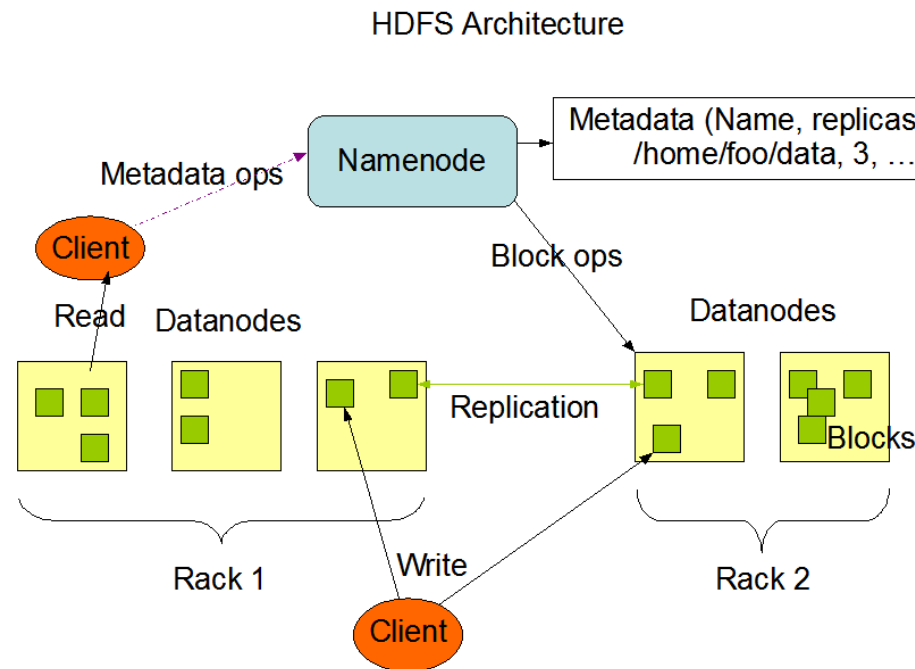 HDFS Architecture
Metadata (Name, replicas
/home/foo/data, 3, ...
Namenode
Metadata ops
Client
Block ops
Read
Datanodes
Datanodes
Replication
Blocks
Rack 1
Write
Rack 2
Client